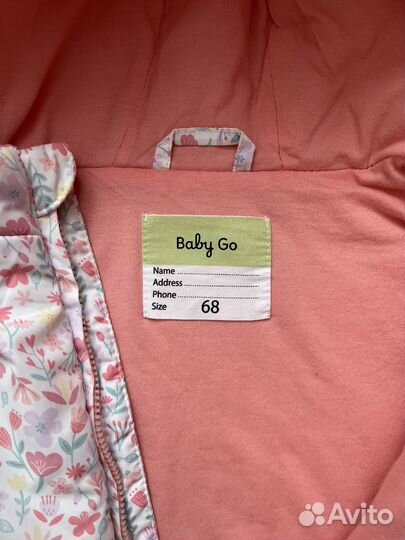 Baby Go
Name
Address
Phone
Size 68
Avito